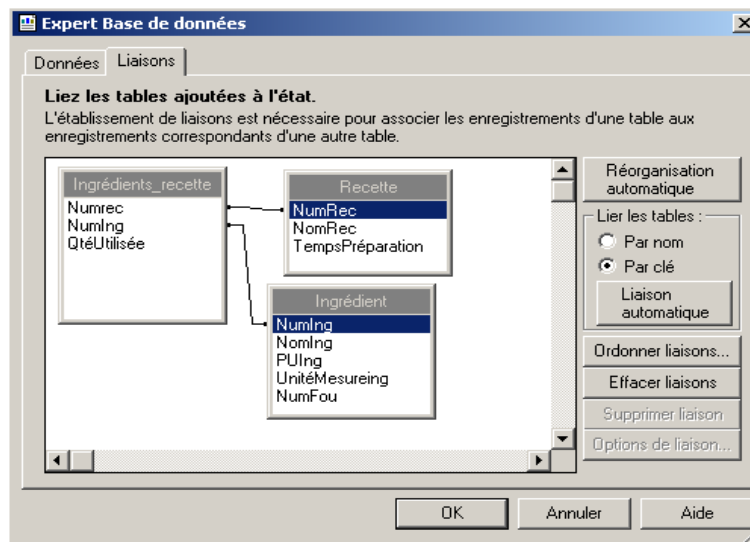 Expert Base de données
Données
Liaisons
Liez les tables ajoutées à l'état.
L'établissement de liaisons est nécessaire pour associer les enregistrements d'une table aux
enregistrements correspondants d'une autre table.
Ingrédients_recette
Numrec
NumIng
QtéUtilisée
Recette
NumRec
NomRec
TempsPréparation
Ingrédient
NumIng
NomIng
PUIng
UnitéMesureing
NumFou
Réorganisation
automatique
Lier les tables :
Par nom
Par clé
Liaison
automatique
Ordonner liaisons...
Effacer liaisons
Supprimer liaison
Options de liaison...
OK
Annuler
Aide